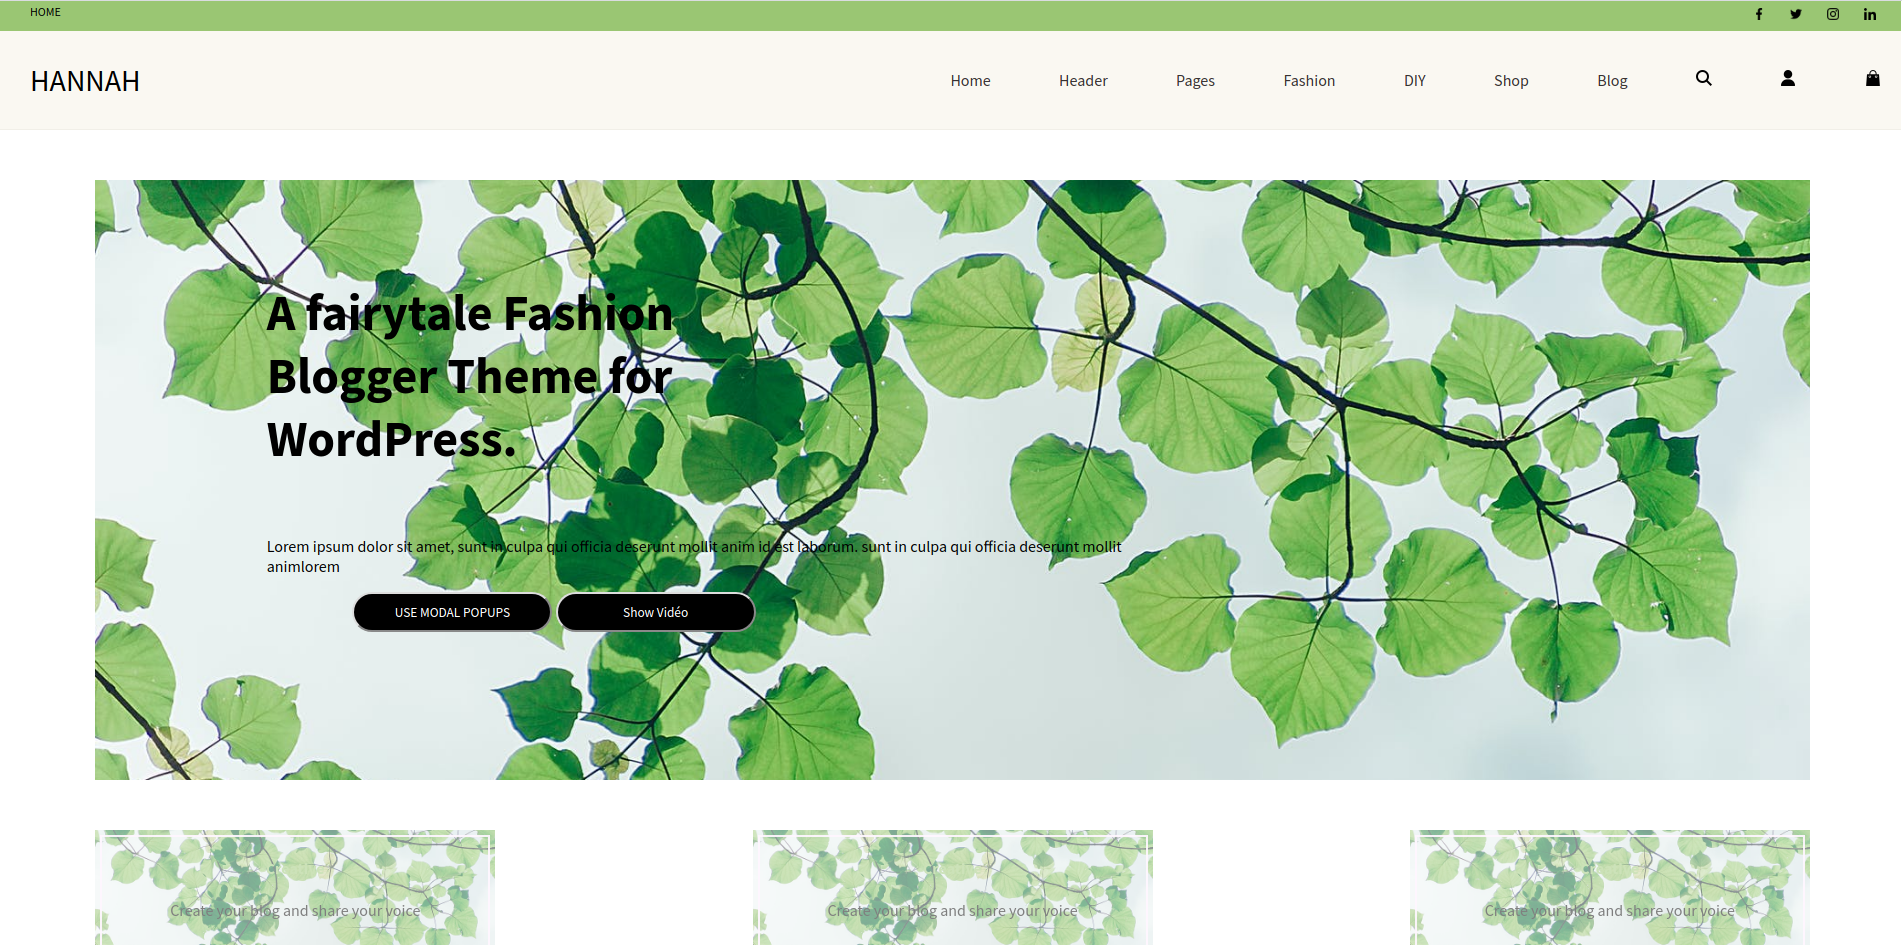 HOME
HANNAH
Home Header Pages Fashion DIY Shop Blog
A fairytale Fashion
Blogger Theme for
WordPress.
Lorem ipsum dolor sit amet, sunt in culpa qui officia deserunt mollit anim id est laborum. sunt in culpa qui officia deserunt mollit
animlorem
USE MODAL POPUPS Show Vidéo
Create your blog and share your voice Create your blog and share your voice Create your blog and share your voice